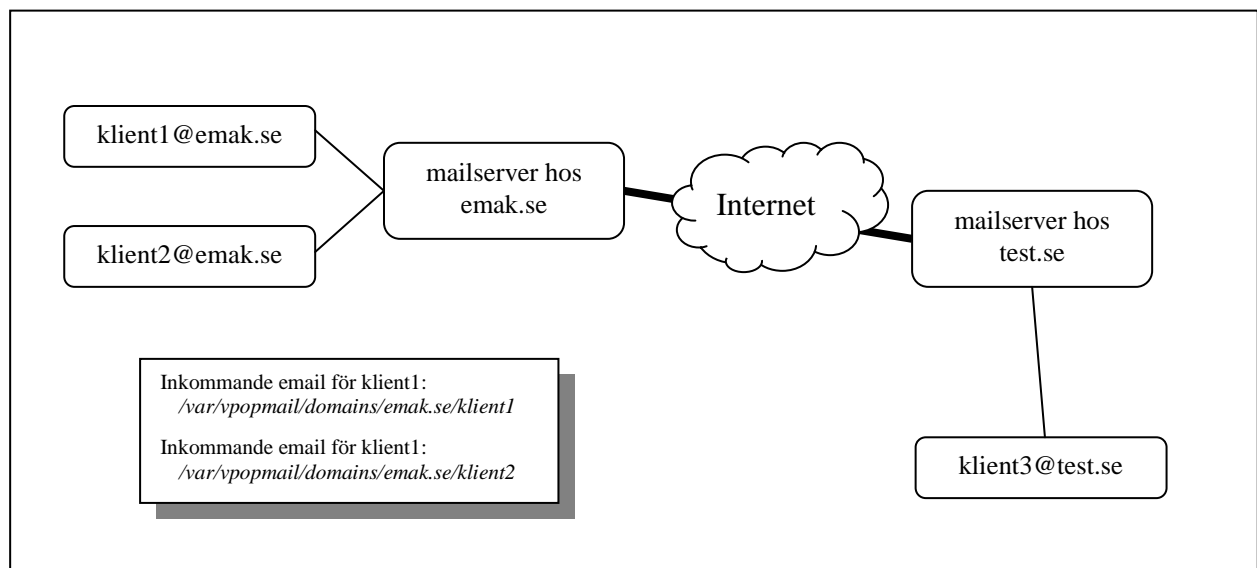 klient1@emak.se
klient2@emak.se
mailserver hos
emak.se
Internet
mailserver hos
test.se
klient3@test.se
Inkommande email för klient1:
/var/vpopmail/domains/emak.se/klient1
Inkommande email för klient1:
/var/vpopmail/domains/emak.se/klient2